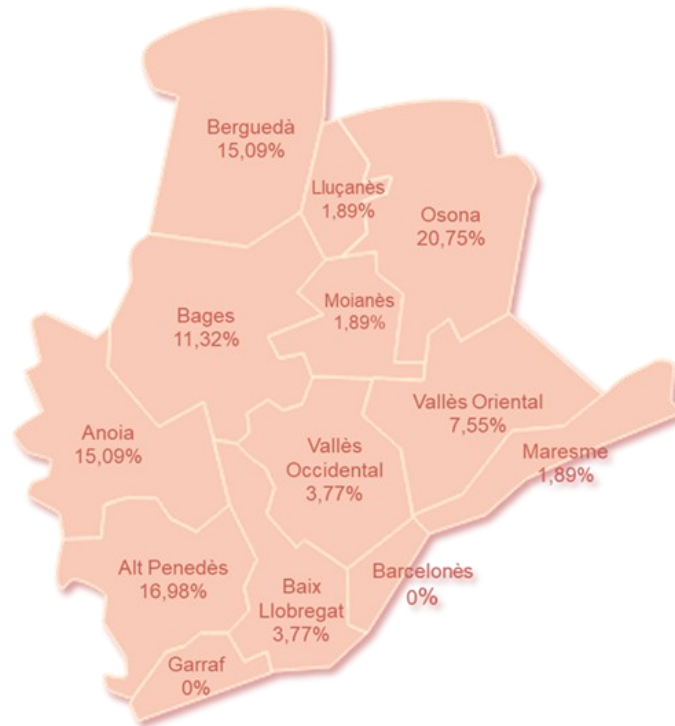 Berguedà
15,09%
Lluçanès
1,89%
Osona
20,75%
Bages
11,32%
Moianès
1,89%
Vallès Oriental
7,55%
Maresme
1,89%
Anoia
15,09%
Vallès
Occidental
3,77%
Alt Penedès
16,98%
Baix
Llobregat
3,77%
Barcelonès
0%
Garraf
0%